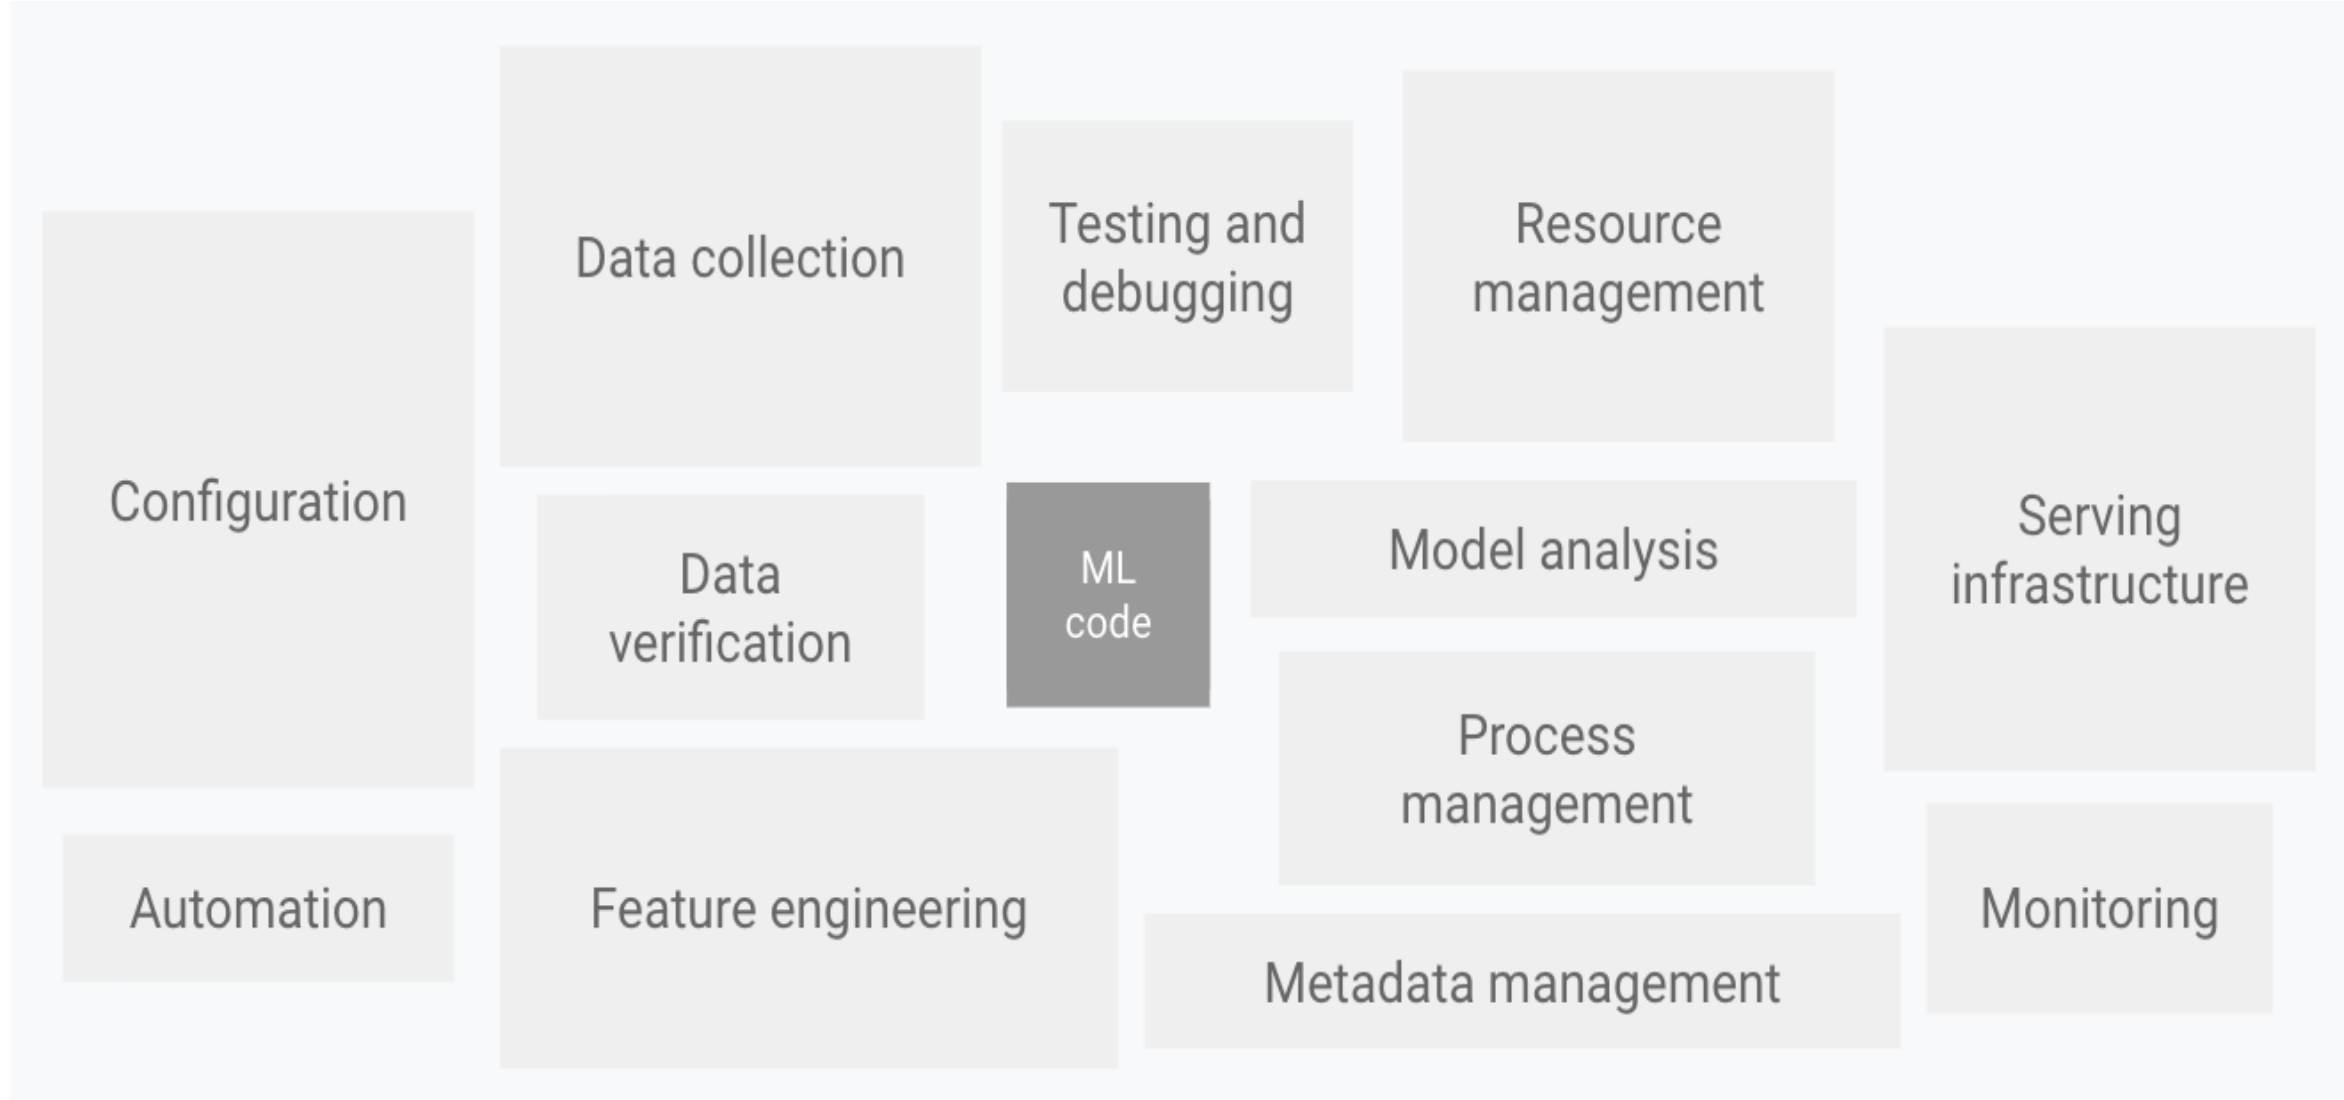 Data collection
Testing and
debugging
Resource
management
Configuration
Data
verification
ML
code
Model analysis
Serving
infrastructure
Process
management
Automation
Feature engineering
Monitoring
Metadata management